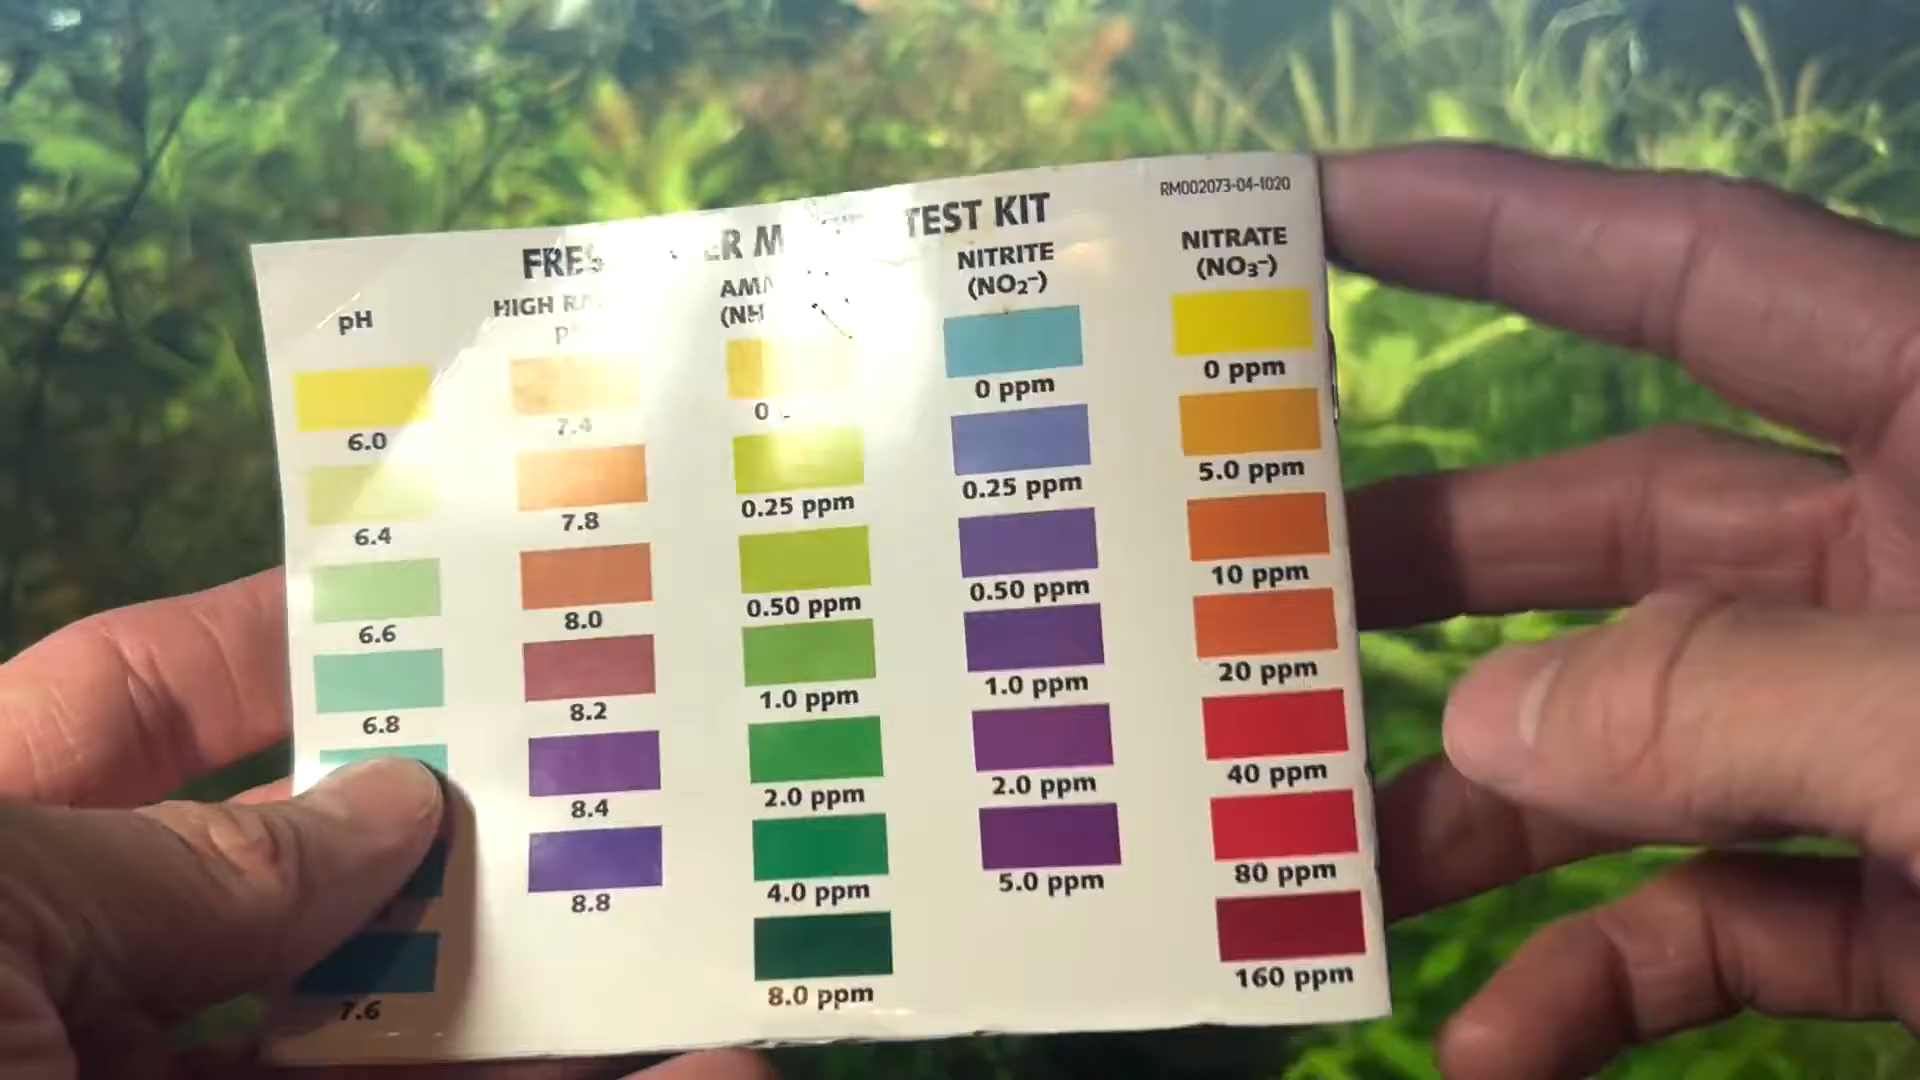 RM002073-04-1020
TEST KIT
pH
HIGH
NITRITE
(NO₂⁻)
NITRATE
(NO₃⁻)
6.0
6.4
6.6
6.8
7.6
7.4
7.8
8.0
8.2
8.4
8.8
0
0.25 ppm
0.50 ppm
1.0 ppm
2.0 ppm
4.0 ppm
8.0 ppm
0 ppm
0.25 ppm
0.50 ppm
1.0 ppm
2.0 ppm
5.0 ppm
0 ppm
5.0 ppm
10 ppm
20 ppm
40 ppm
80 ppm
160 ppm